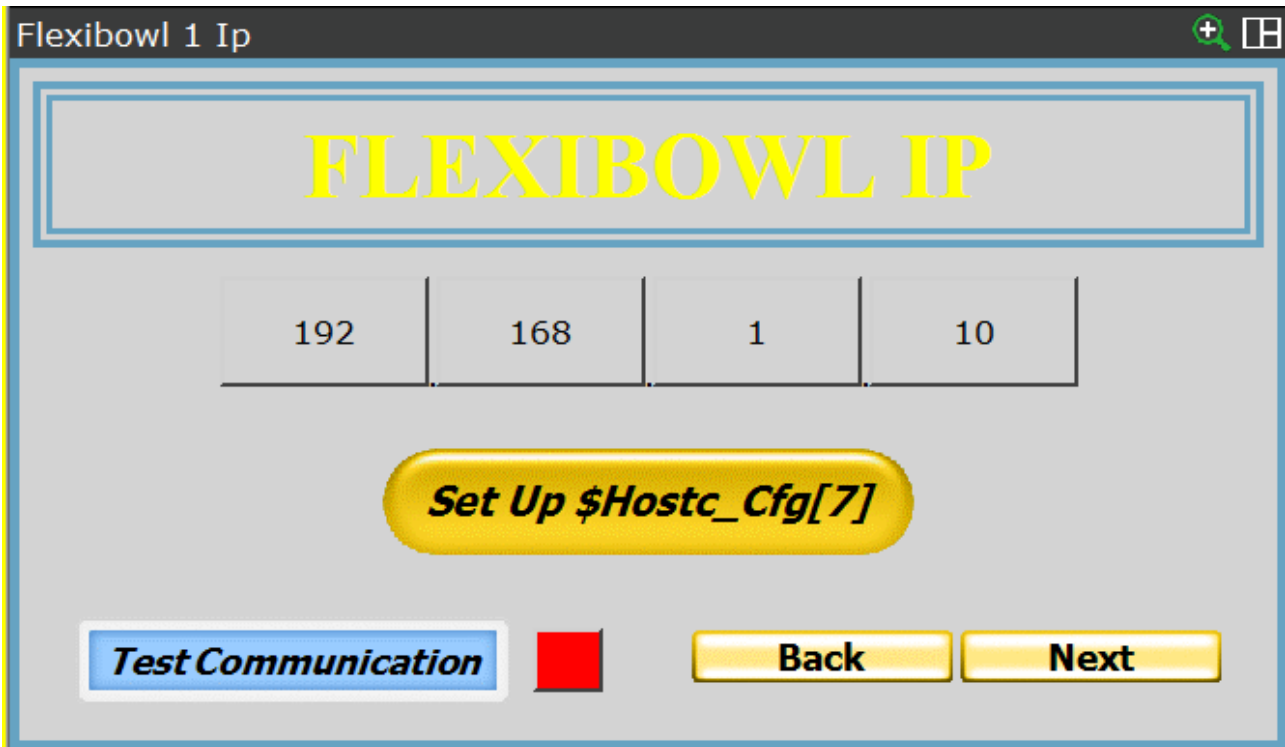 Flexibowl 1 Ip
FLEXIBOWL IP
192.168.1.10
Set Up $Hostc_Cfg[7]
Test Communication
Back Next